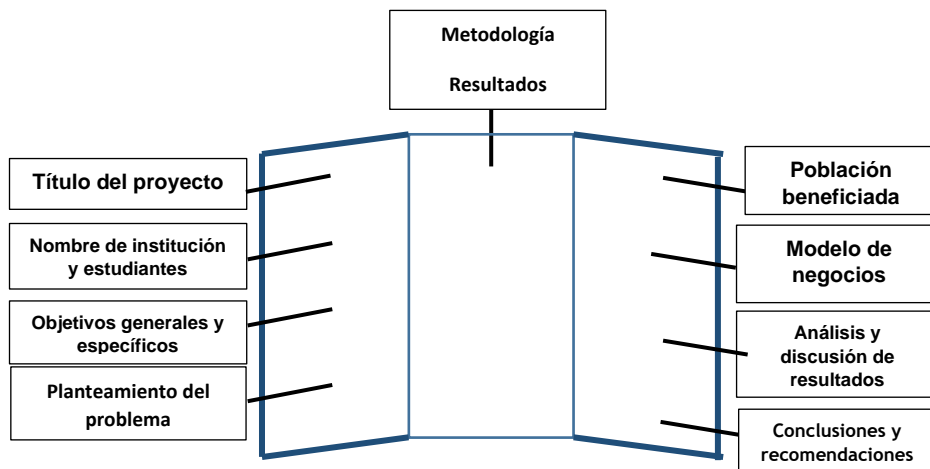 Metodología
Resultados
Título del proyecto
Nombre de institución
y estudiantes
Objetivos generales y
específicos
Planteamiento del
problema
Población
beneficiada
Modelo de
negocios
Análisis y
discusión de
resultados
Conclusiones y
recomendaciones